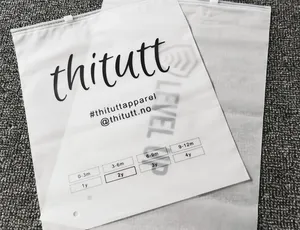 thitutt
#thituttapparel
@thitutt.no
LEVEL UP
0-3m 3-6m 6-9m 9-12m
1y 2y 3y 4y